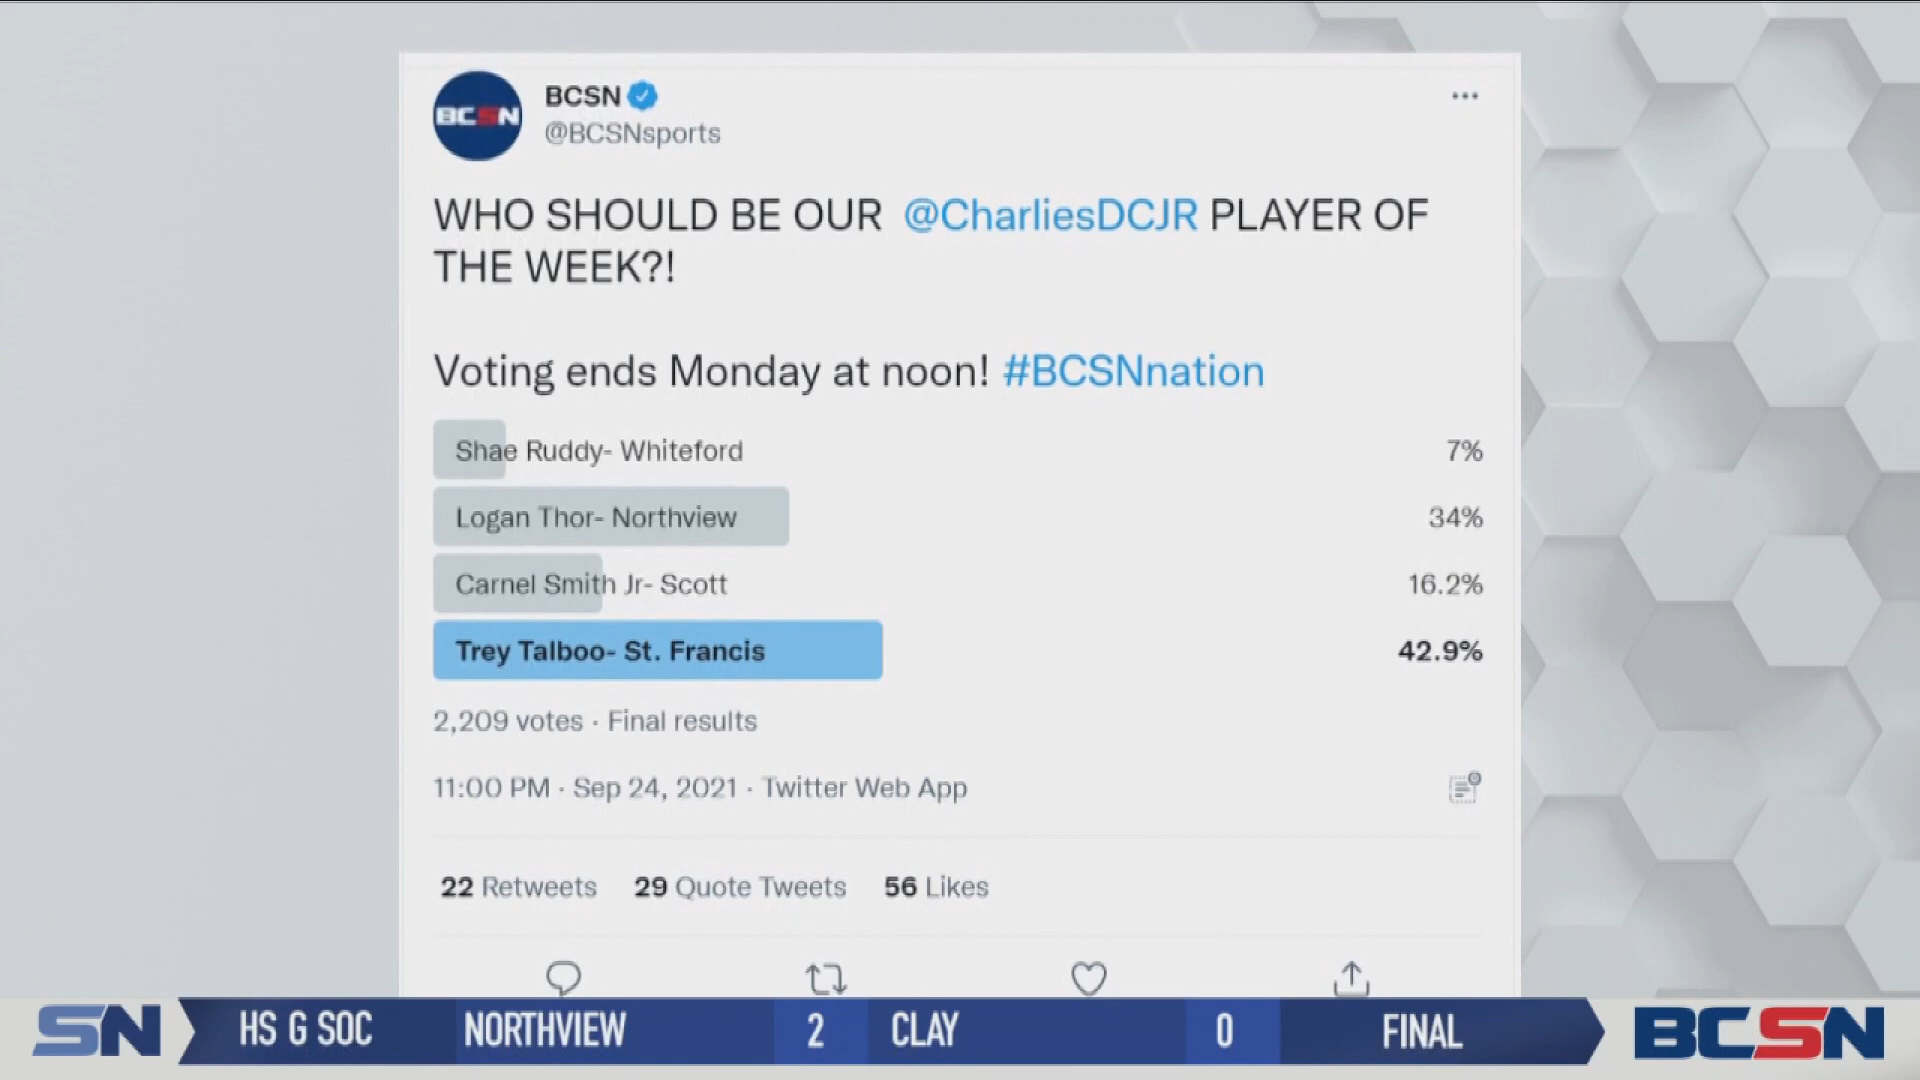 BCSN
BCSN
@BCSNsports
WHO SHOULD BE OUR @CharliesDCJR PLAYER OF
THE WEEK?!
Voting ends Monday at noon! #BCSNnation
Shae Ruddy- Whiteford 7%
Logan Thor- Northview 34%
Carnel Smith Jr- Scott 16.2%
Trey Talboo- St. Francis 42.9%
2,209 votes · Final results
11:00 PM · Sep 24, 2021 · Twitter Web App
22 Retweets 29 Quote Tweets 56 Likes
SN HS G SOC NORTHVIEW 2 CLAY 0 FINAL BCSN